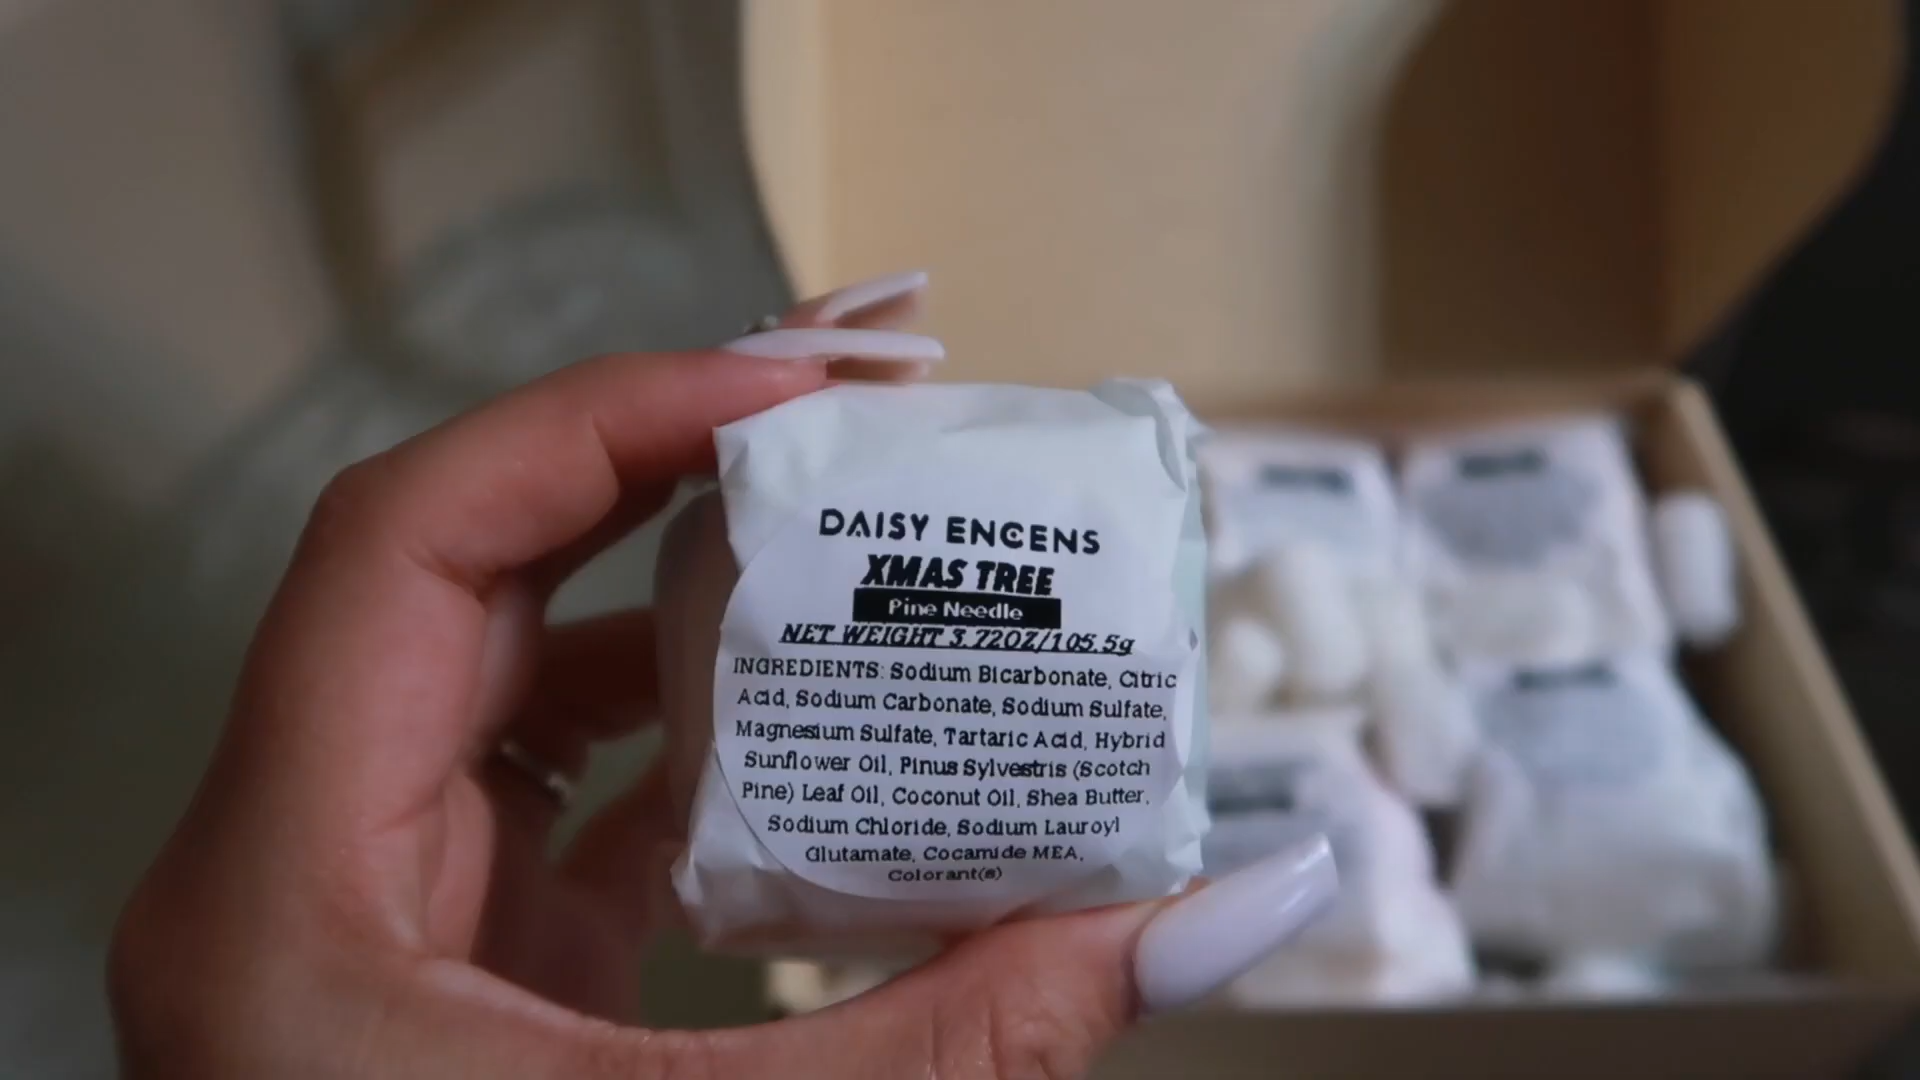 DAISY ENCENS
XMAS TREE
Pine Needle
NET WEIGHT 3.72OZ/105.5g
INGREDIENTS: Sodium Bicarbonate, Citric
Acid, Sodium Carbonate, Sodium Sulfate,
Magnesium Sulfate, Tartaric Acid, Hybrid
Sunflower Oil, Pinus Sylvestris (Scotch
Pine) Leaf Oil, Coconut Oil, Shea Butter,
Sodium Chloride, Sodium Lauroyl
Glutamate, Cocamide MEA,
Colorant(s)